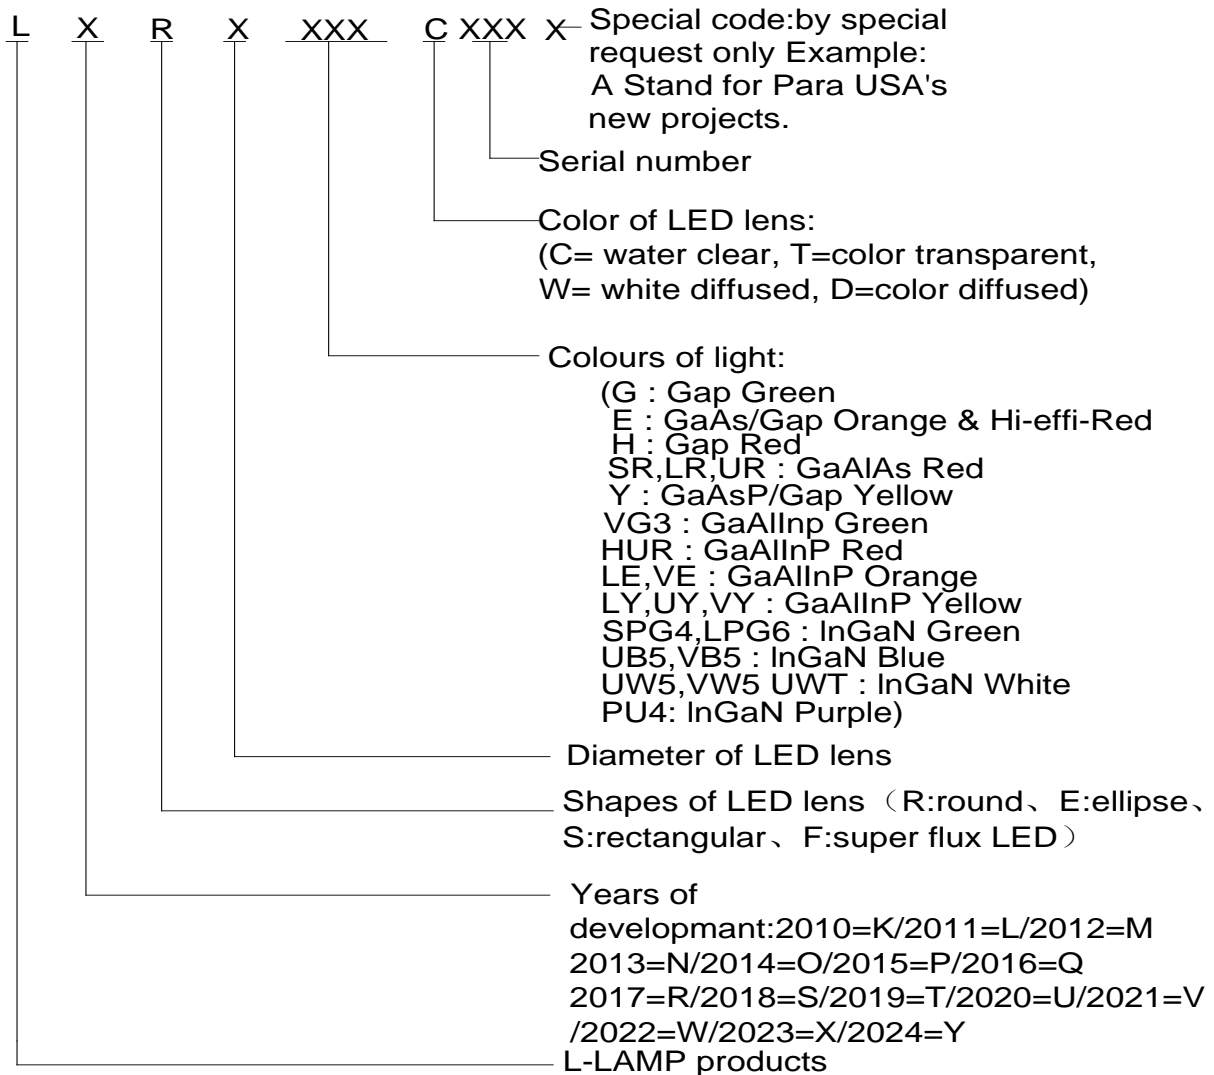 L X R X XXX C XXX X
Special code:by special
request only Example:
A Stand for Para USA's
new projects.
Serial number
Color of LED lens:
(C= water clear, T=color transparent,
W= white diffused, D=color diffused)
Colours of light:
(G : Gap Green
E : GaAs/Gap Orange & Hi-effi-Red
H : Gap Red
SR,LR,UR : GaAlAs Red
Y : GaAsP/Gap Yellow
VG3 : GaAlInp Green
HUR : GaAlInP Red
LE,VE : GaAlInP Orange
LY,UY,VY : GaAlInP Yellow
SPG4,LPG6 : InGaN Green
UB5,VB5 : InGaN Blue
UW5,VW5 UWT : InGaN White
PU4: InGaN Purple)
Diameter of LED lens
Shapes of LED lens（R:round、E:ellipse、
S:rectangular、F:super flux LED）
Years of
developmant:2010=K/2011=L/2012=M
2013=N/2014=O/2015=P/2016=Q
2017=R/2018=S/2019=T/2020=U/2021=V
/2022=W/2023=X/2024=Y
L-LAMP products